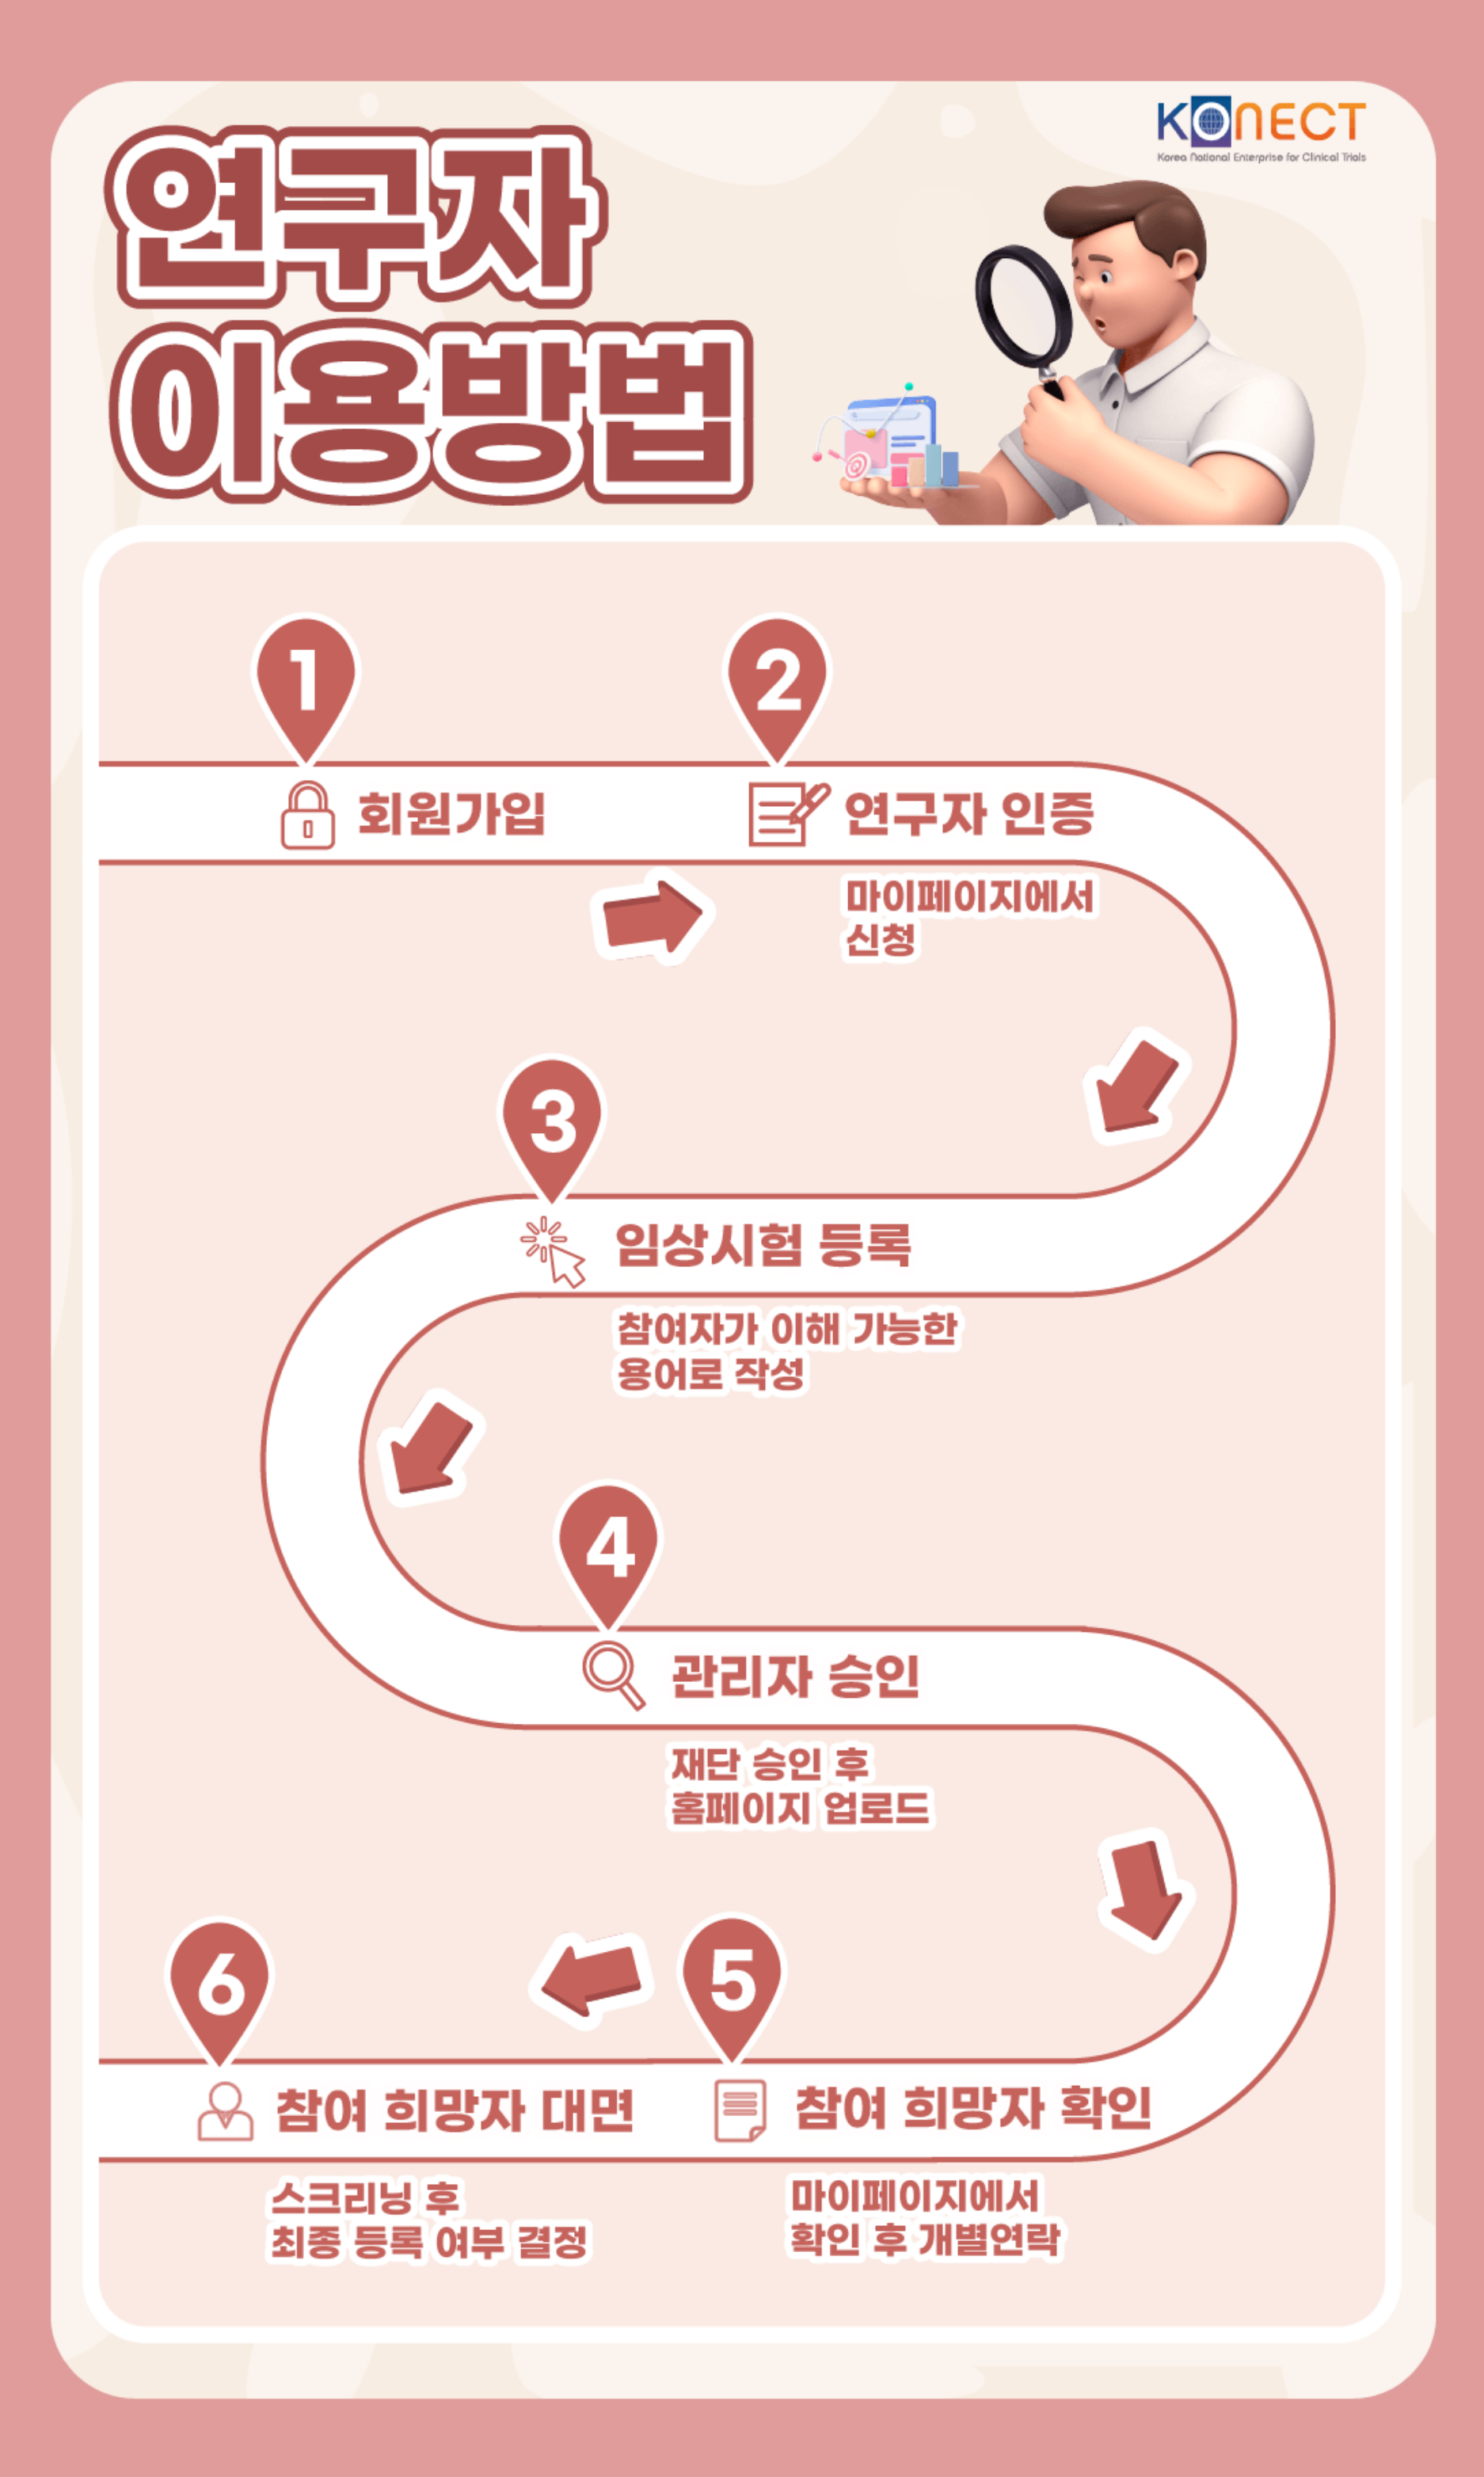 KONECT
Korea National Enterprise for Clinical Trials
연구자
이용방법
1
회원가입
2
연구자 인증
마이페이지에서
신청
3
임상시험 등록
참여자가 이해 가능한
용어로 작성
4
관리자 승인
재단 승인 후
홈페이지 업로드
5
참여 희망자 확인
마이페이지에서
확인 후 개별연락
6
참여 희망자 대면
스크리닝 후
최종 등록 여부 결정